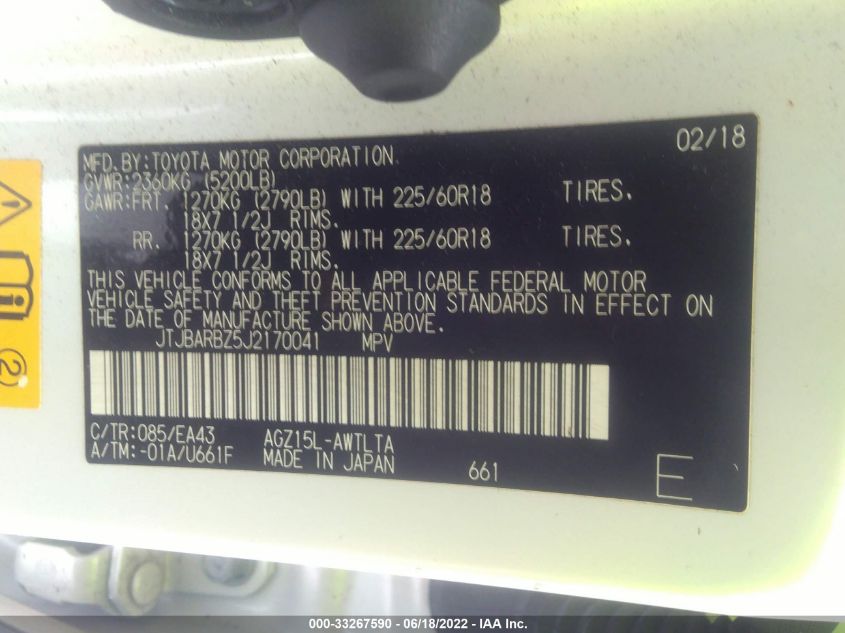 02/18
MFD.BY:TOYOTA MOTOR CORPORATION
GVWR:2360KG (5200LB)
GAWR:FRT. 1270KG (2790LB) WITH 225/60R18 TIRES.
18X7 1/2J RIMS.
RR. 1270KG (2790LB) WITH 225/60R18 TIRES.
18X7 1/2J RIMS.
THIS VEHICLE CONFORMS TO ALL APPLICABLE FEDERAL MOTOR
VEHICLE SAFETY AND THEFT PREVENTION STANDARDS IN EFFECT ON
THE DATE OF MANUFACTURE SHOWN ABOVE.
JTJBARBZ5J2170041 MPV
C/TR:085/EA43 AGZ15L-AWTLTA
A/TM:-01A/U661F MADE IN JAPAN 661
E
2
000-33267590 - 06/18/2022 - IAA Inc.